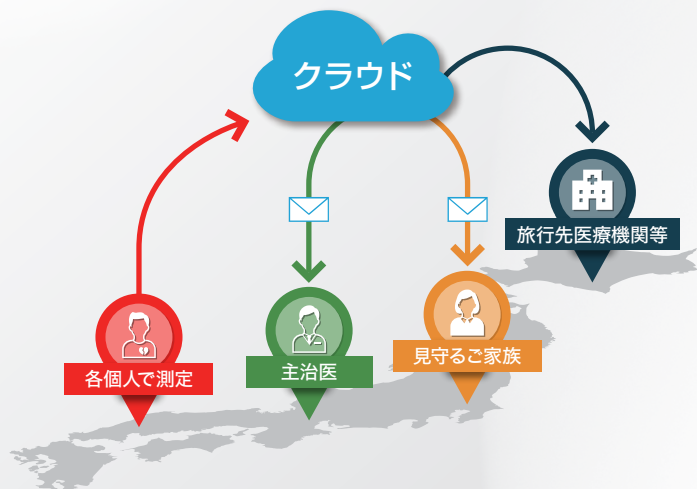 クラウド
旅行先医療機関等
見守るご家族
主治医
各個人で測定